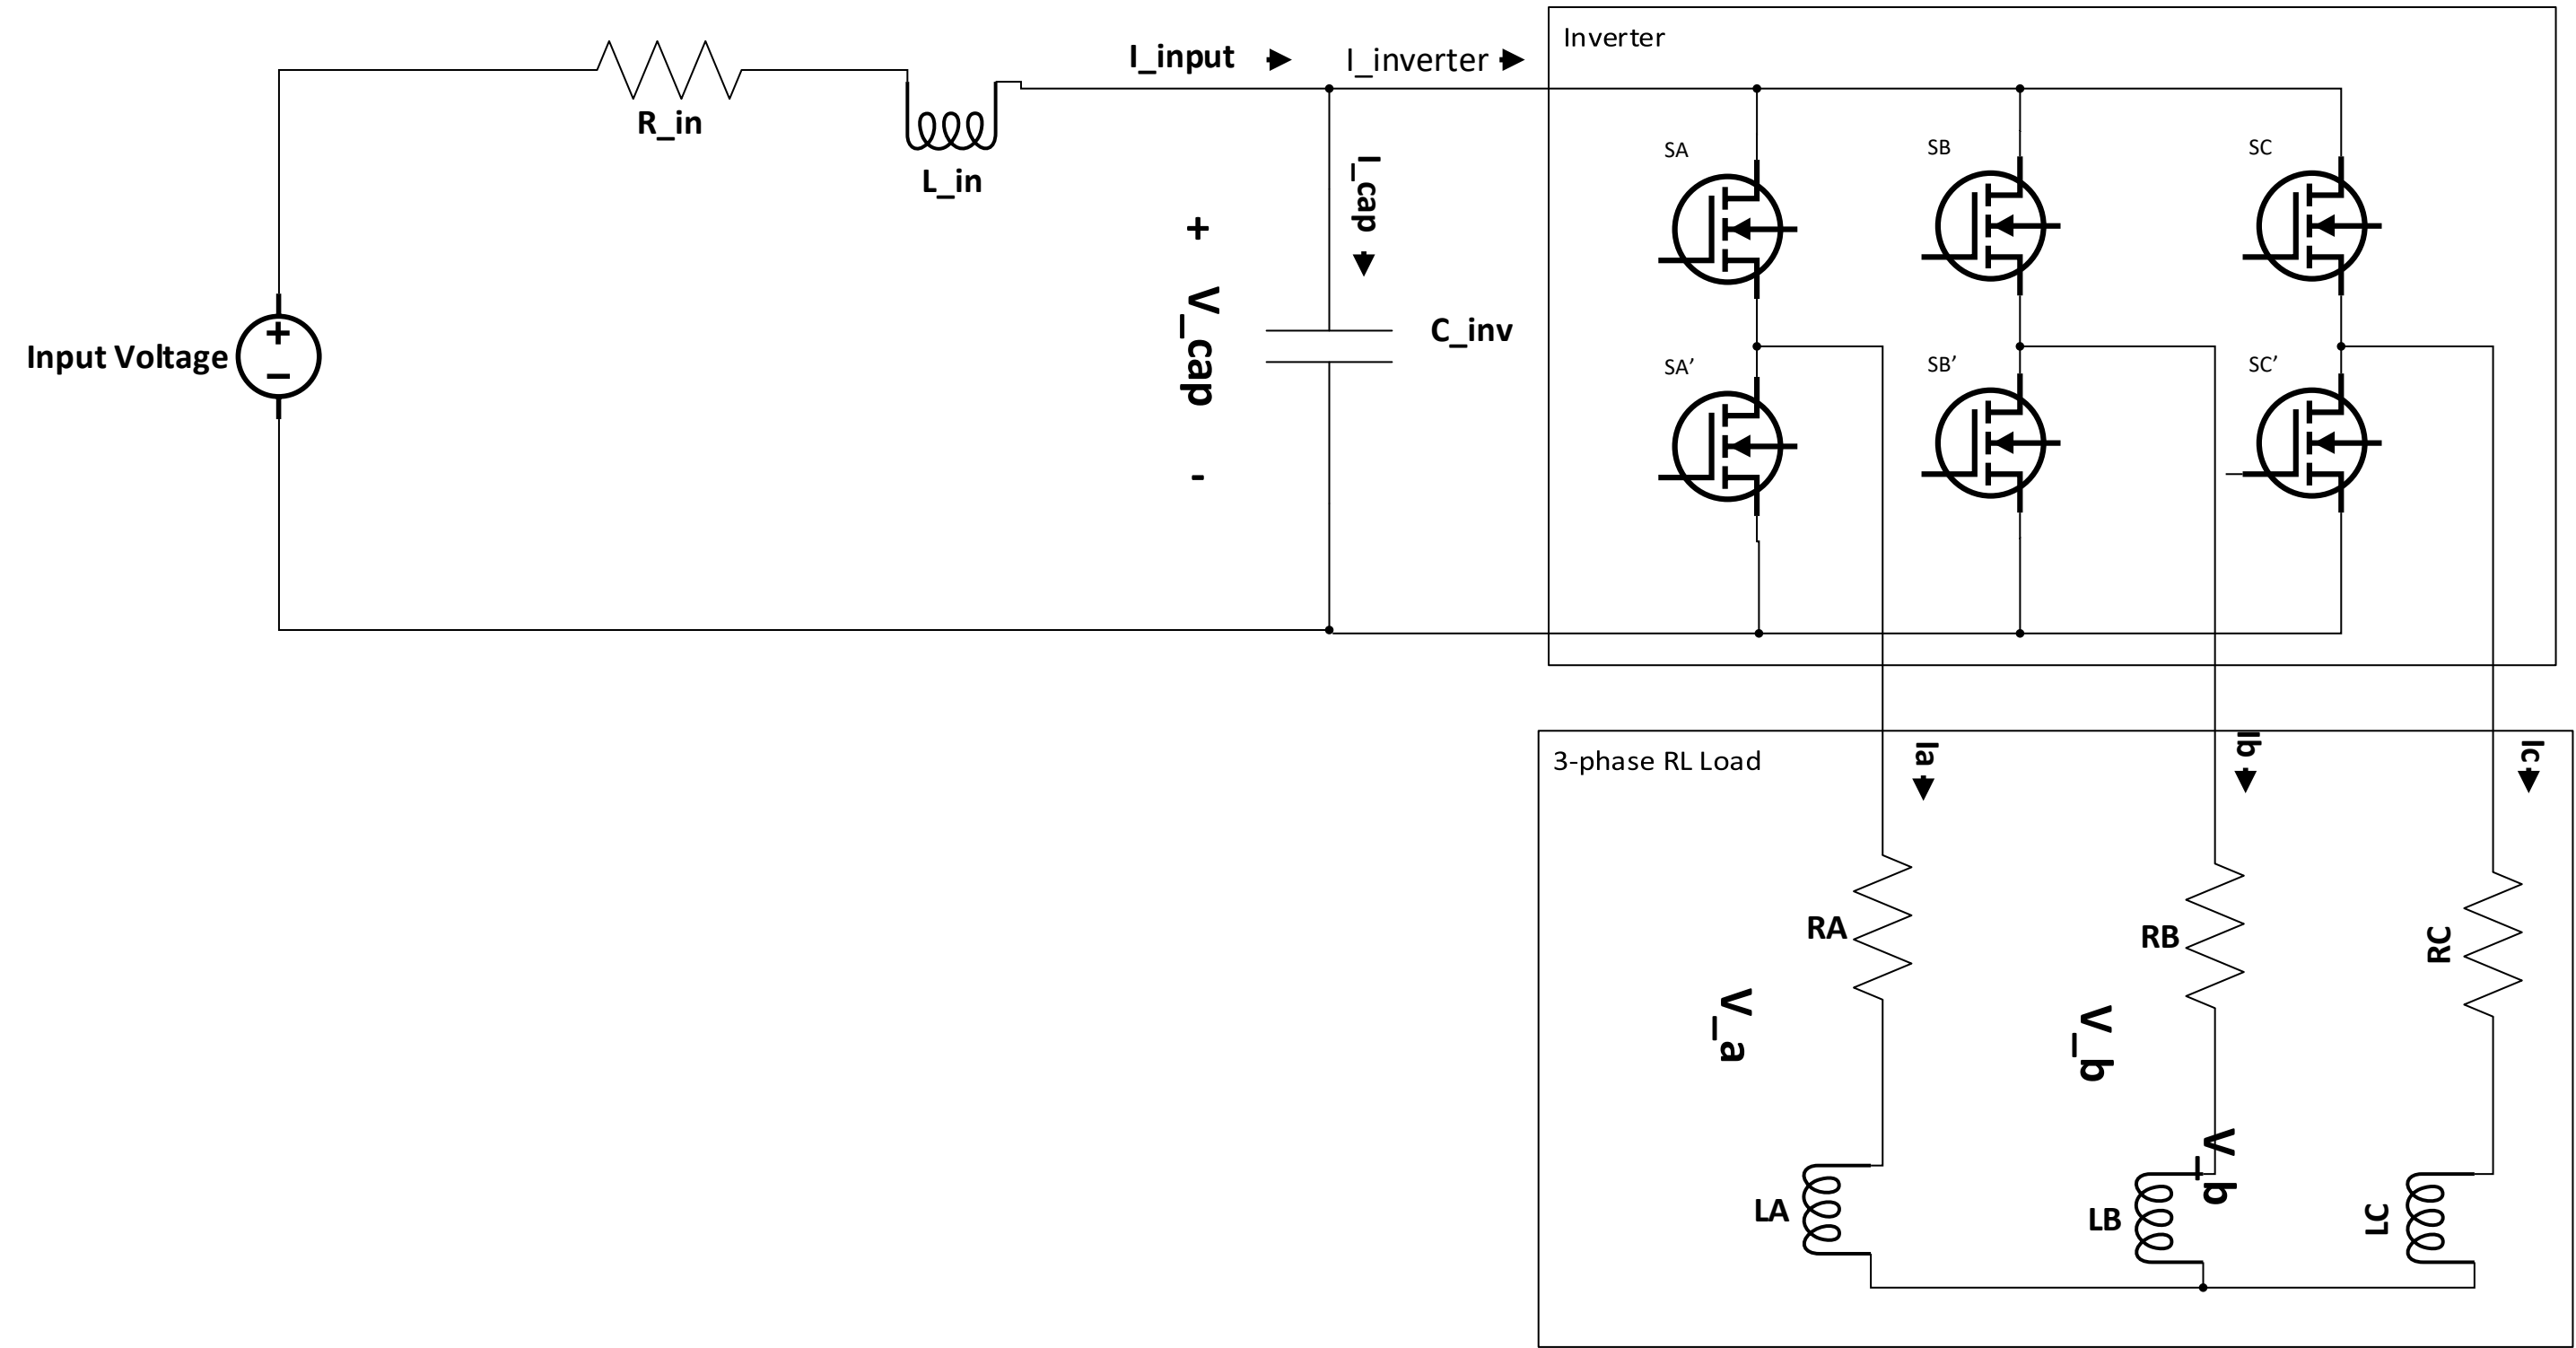 Inverter
I_input
I_inverter
R_in
L_in
I_cap
SA
SB
SC
+
V_cap
-
C_inv
Input Voltage
+
−
SA’
SB’
SC’
3-phase RL Load
Ia
Ib
Ic
RA
RB
RC
V_a
V_b
V_b
LA
LB
LC